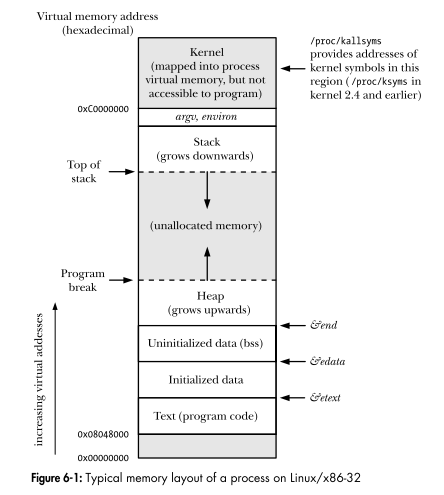 Virtual memory address
(hexadecimal)
Kernel
(mapped into process
virtual memory, but not
accessible to program)
/proc/kallsyms
provides addresses of
kernel symbols in this
region (/proc/ksyms in
kernel 2.4 and earlier)
0xC0000000
argv, environ
Stack
(grows downwards)
Top of
stack
(unallocated memory)
Program
break
Heap
(grows upwards)
&end
Uninitialized data (bss)
&edata
Initialized data
&etext
Text (program code)
0x08048000
0x00000000
increasing virtual addesses
Figure 6-1: Typical memory layout of a process on Linux/x86-32